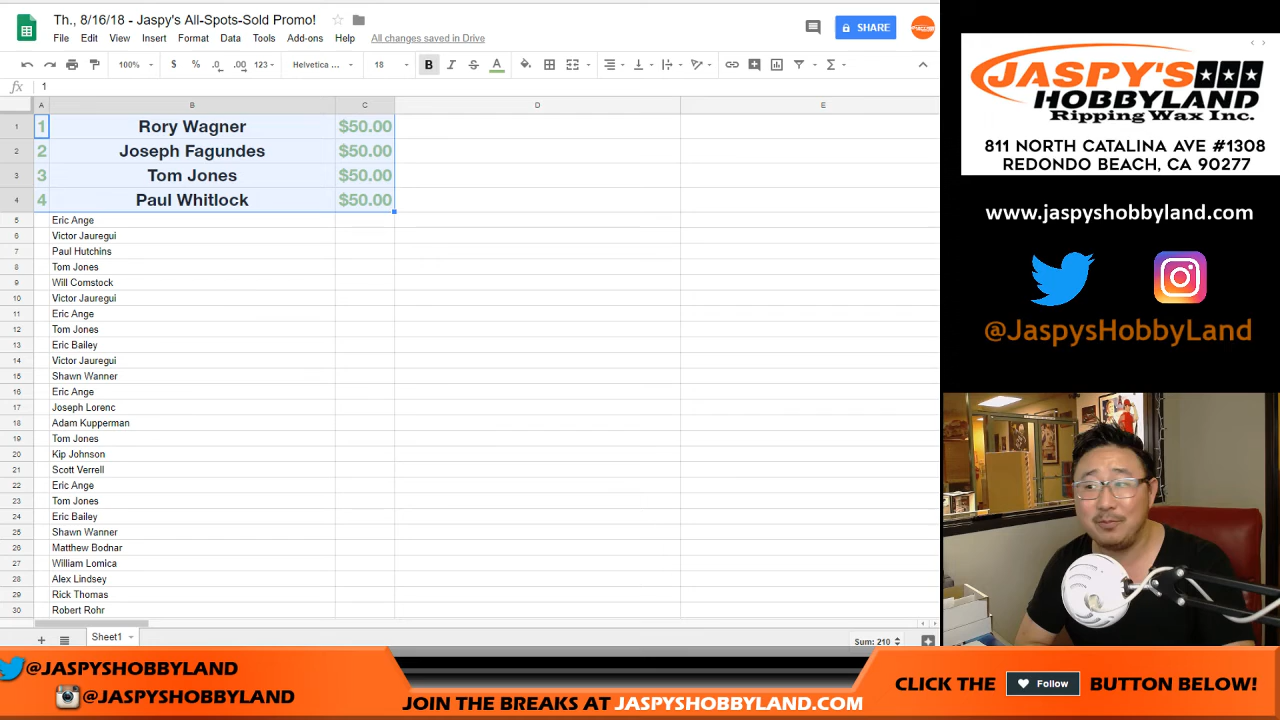 Th., 8/16/18 - Jaspy's All-Spots-Sold Promo!
File Edit View Insert Format Data Tools Add-ons Help All changes saved in Drive
SHARE
100% $ % .0 .00 123 Helvetica ... 18 B I S A Σ
fx 1
A B C D E
1 1 Rory Wagner $50.00
2 2 Joseph Fagundes $50.00
3 3 Tom Jones $50.00
4 4 Paul Whitlock $50.00
5 Eric Ange
6 Victor Jauregui
7 Paul Hutchins
8 Tom Jones
9 Will Comstock
10 Victor Jauregui
11 Eric Ange
12 Tom Jones
13 Eric Bailey
14 Victor Jauregui
15 Shawn Wanner
16 Eric Ange
17 Joseph Lorenc
18 Adam Kupperman
19 Tom Jones
20 Kip Johnson
21 Scott Verrell
22 Eric Ange
23 Tom Jones
24 Eric Bailey
25 Shawn Wanner
26 Matthew Bodnar
27 William Lomica
28 Alex Lindsey
29 Rick Thomas
30 Robert Rohr
Sheet1
Sum: 210
JASPY'S
HOBBYLAND
Ripping Wax Inc.
811 NORTH CATALINA AVE #1308
REDONDO BEACH, CA 90277
www.jaspyshobbyland.com
@JaspysHobbyLand
@JASPYSHOBBYLAND
@JASPYSHOBBYLAND
JOIN THE BREAKS AT JASPYSHOBBYLAND.COM
CLICK THE Follow BUTTON BELOW!